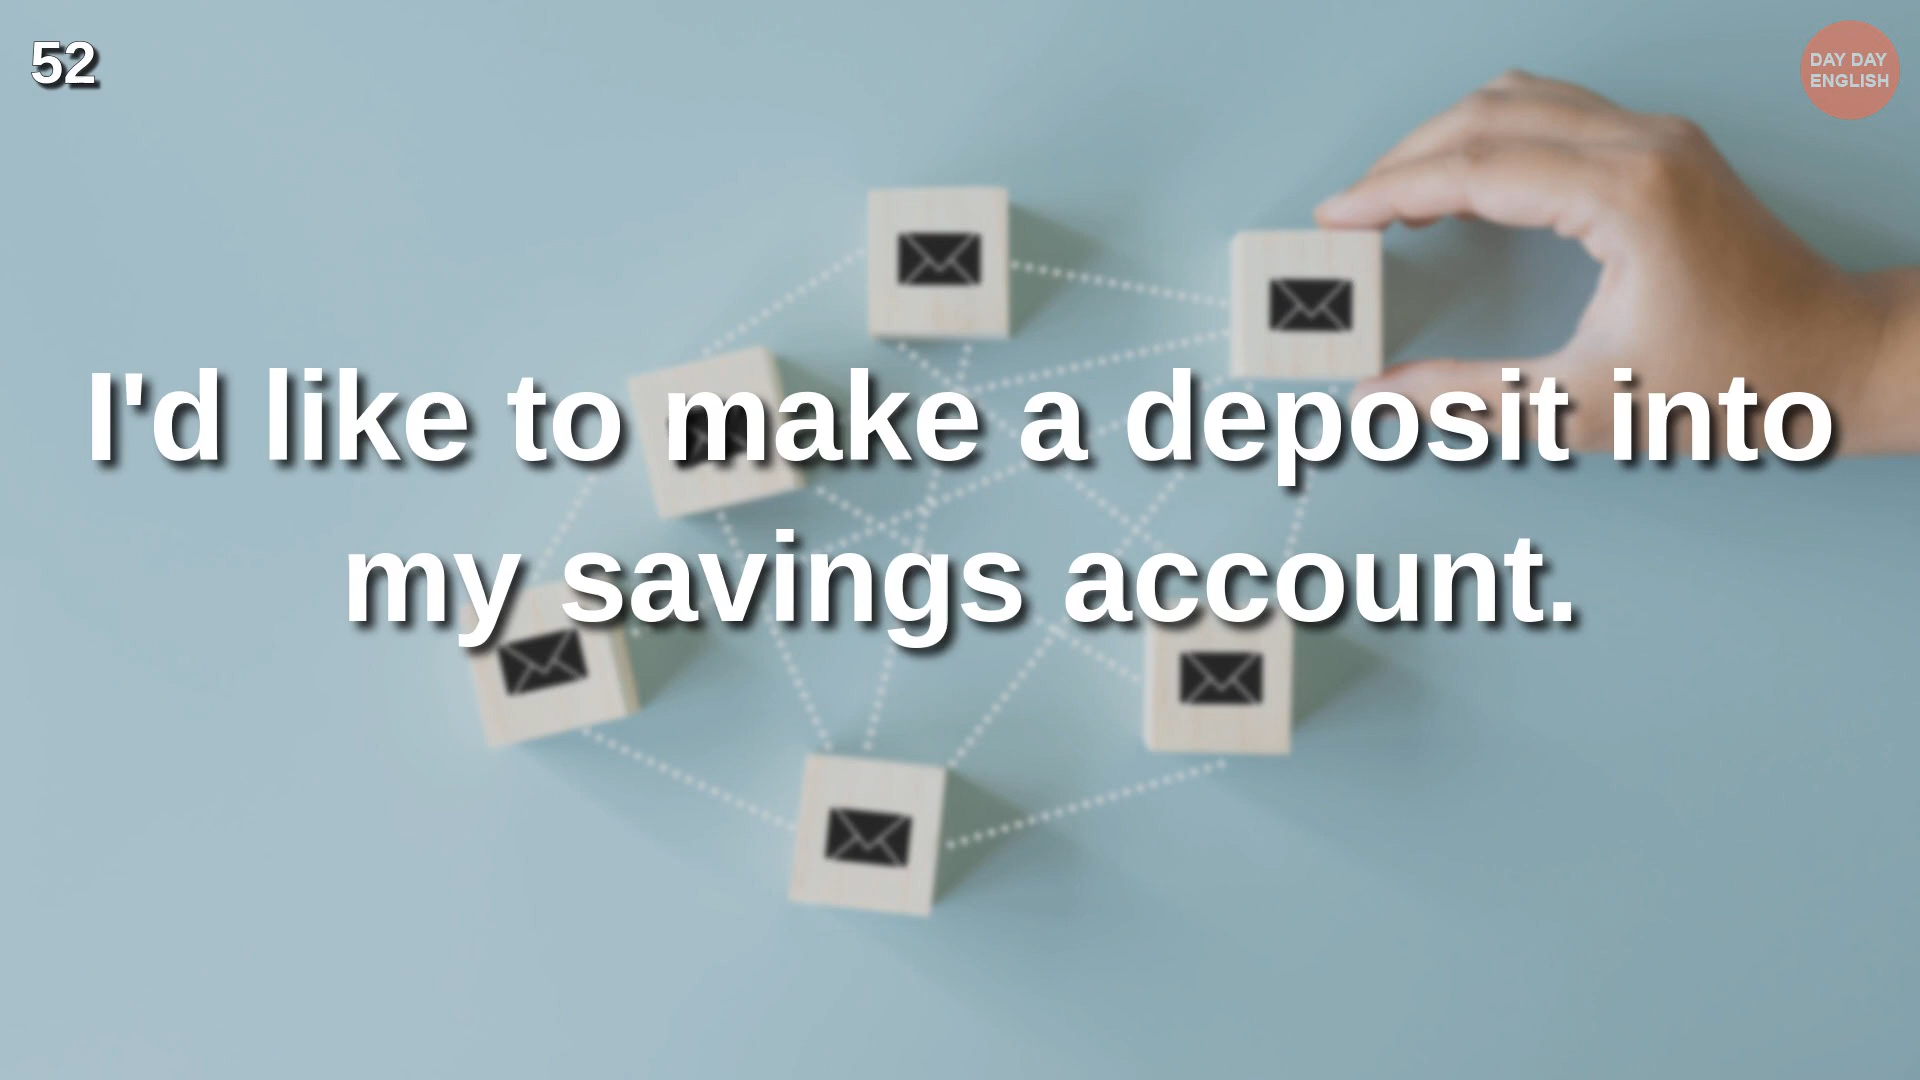 52
DAY DAY
ENGLISH
I'd like to make a deposit into
my savings account.